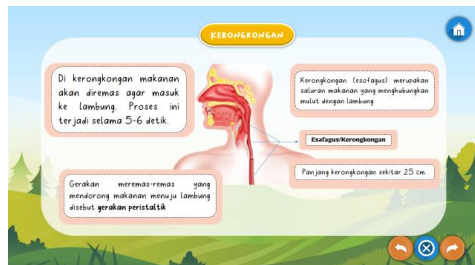 KERONGKONGAN
Di kerongkongan makanan
akan diremas agar masuk
ke lambung. Proses ini
terjadi selama 5-6 detik.
Gerakan meremas-remas yang
mendorong makanan menuju lambung
disebut gerakan peristaltik
Kerongkongan (esofagus) merupakan
saluran makanan yang menghubungkan
mulut dengan lambung
Esafagus/Kerongkongan
Panjang kerongkongan sekitar 25 cm.